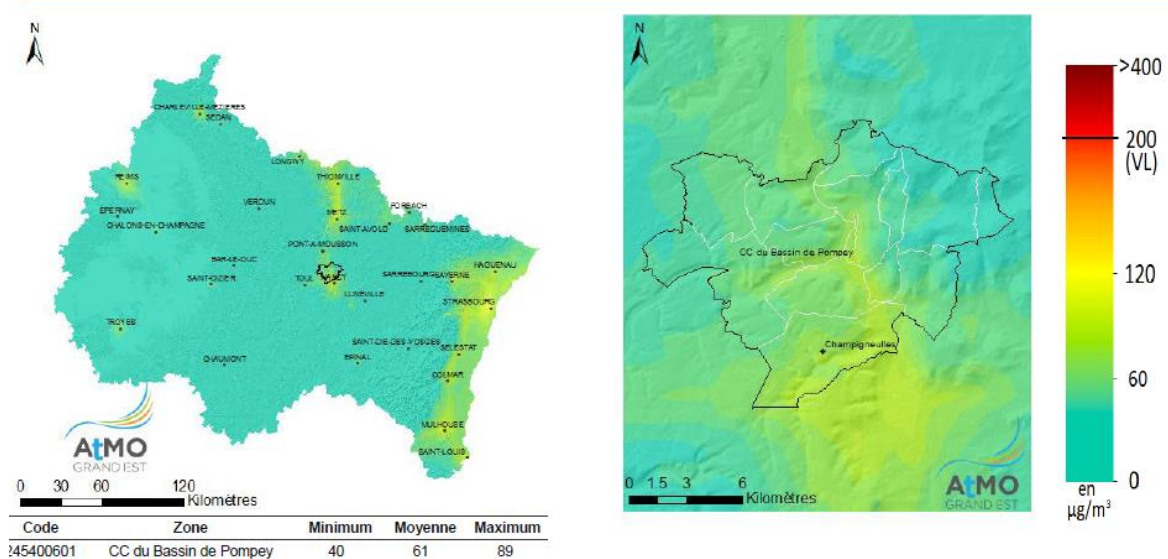 N
CHARLEVILLE-MEZIERES
SEDAN
LONGWY
THIONVILLE
REIMS
VERDUN
FORBACH
EPERNAY
METZ
SAINT-AVOLD
SARREGUEMINES
CHALONS-EN-CHAMPAGNE
PONT-A-MOUSSON
BAR-LE-DUC
HAGUENAU
SARREBOURG
SAVERNE
SAINT-DIZIER
TOUL
NANCY
LUNEVILLE
STRASBOURG
TROYES
SAINT-DIE-DES-VOSGES
SELESTAT
CHAUMONT
EPINAL
COLMAR
MULHOUSE
SAINT-LOUIS
AtMO
GRAND EST
0 30 60 120
Kilomètres
Code Zone Minimum Moyenne Maximum
245400601 CC du Bassin de Pompey 40 61 89
N
CC du Bassin de Pompey
Champigneulles
0 1.5 3 6
Kilomètres
AtMO
GRAND EST
>400
200
(VL)
120
60
0
en
µg/m³